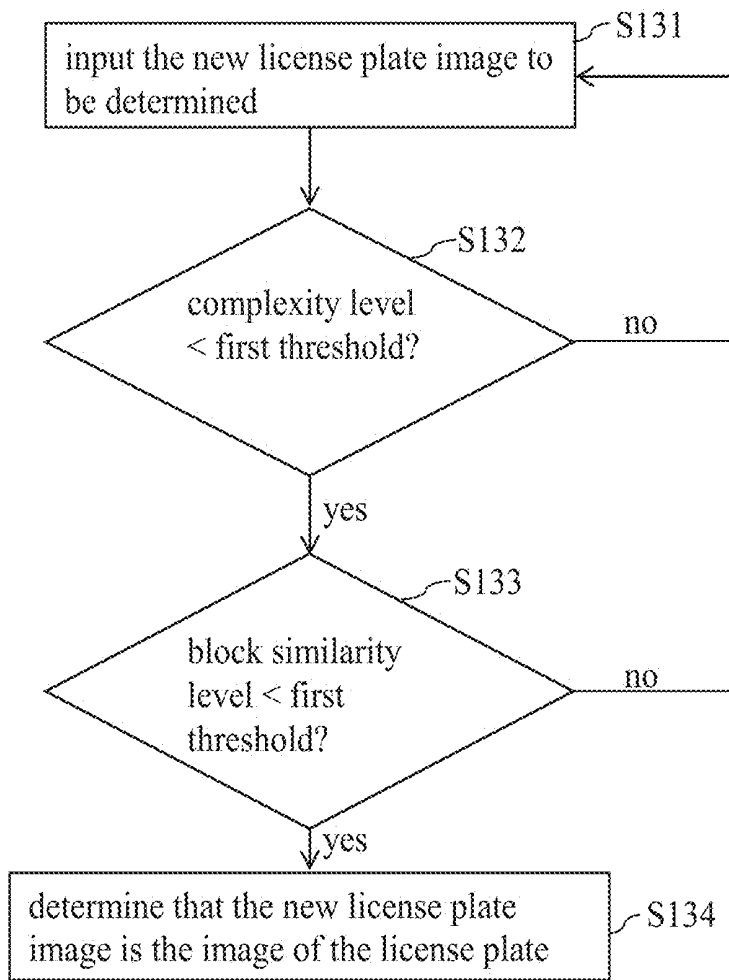 S131
input the new license plate image to
be determined
S132
complexity level
< first threshold?
no
yes
S133
block similarity
level < first
threshold?
no
yes
determine that the new license plate
image is the image of the license plate
S134